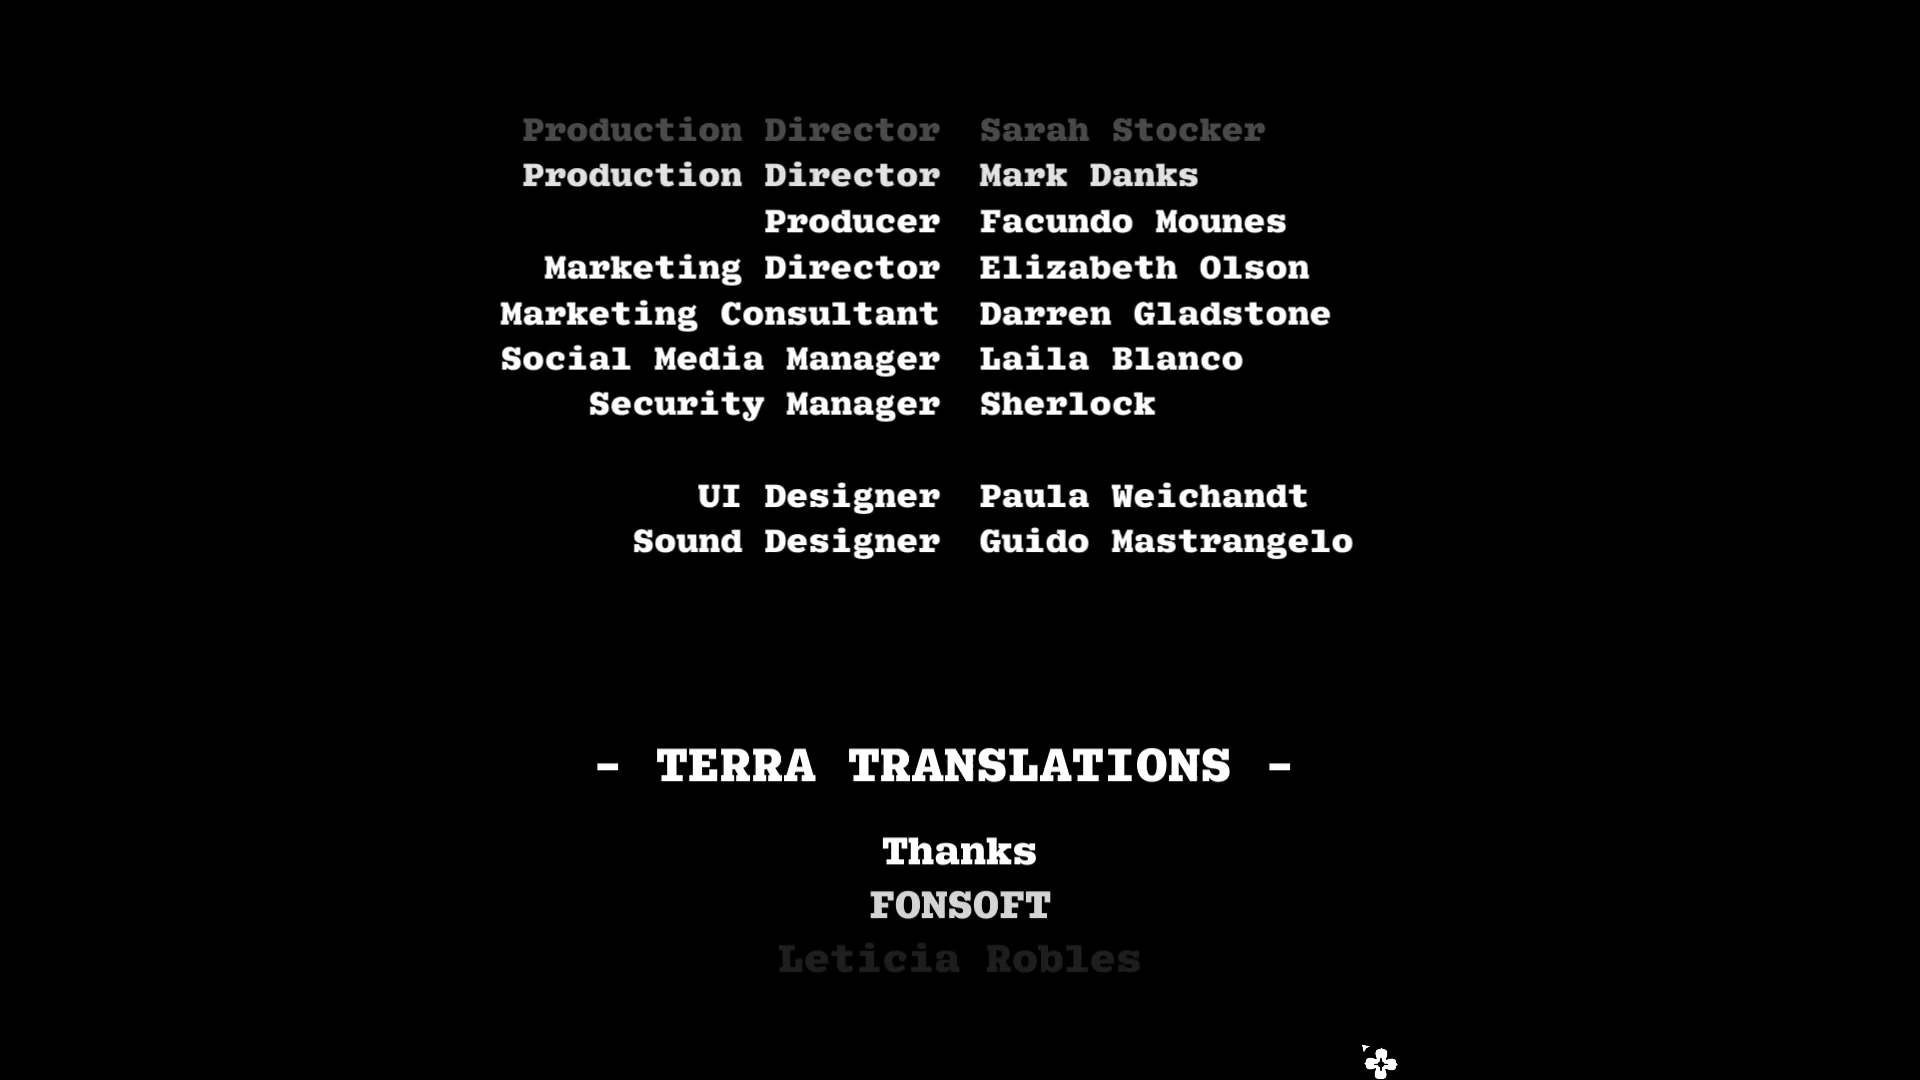 Production Director Sarah Stocker
Production Director Mark Danks
Producer Facundo Mounes
Marketing Director Elizabeth Olson
Marketing Consultant Darren Gladstone
Social Media Manager Laila Blanco
Security Manager Sherlock
UI Designer Paula Weichandt
Sound Designer Guido Mastrangelo
- TERRA TRANSLATIONS -
Thanks
FONSOFT
Leticia Robles